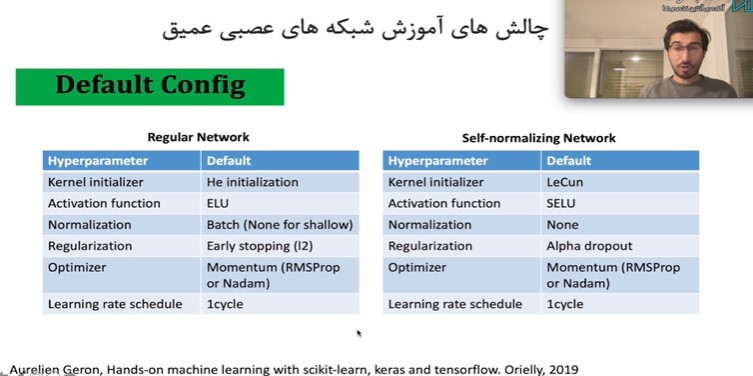 چالش های آموزش شبکه های عصبی عمیق
Default Config
Regular Network
Hyperparameter Default
Kernel initializer He initialization
Activation function ELU
Normalization Batch (None for shallow)
Regularization Early stopping (l2)
Optimizer Momentum (RMSProp
or Nadam)
Learning rate schedule 1cycle
Self-normalizing Network
Hyperparameter Default
Kernel initializer LeCun
Activation function SELU
Normalization None
Regularization Alpha dropout
Optimizer Momentum (RMSProp
or Nadam)
Learning rate schedule 1cycle
Aurelien Geron, Hands-on machine learning with scikit-learn, keras and tensorflow. Orielly, 2019